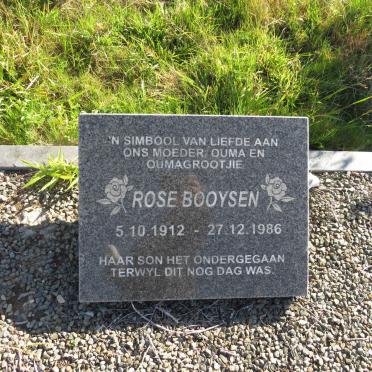 'N SIMBOOL VAN LIEFDE AAN
ONS MOEDER, OUMA EN
OUMAGROOTJIE
ROSE BOOYSEN
5.10.1912 - 27.12.1986
HAAR SON HET ONDERGEGAAN
TERWYL DIT NOG DAG WAS.